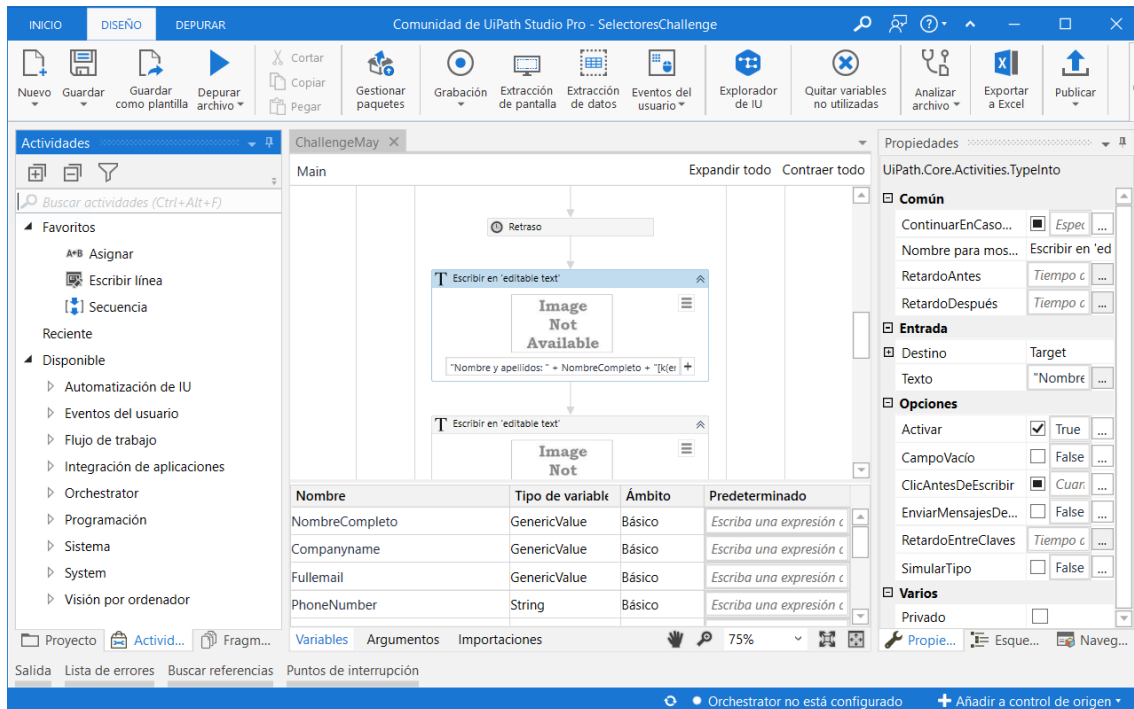 INICIO DISEÑO DEPURAR Comunidad de UiPath Studio Pro - SelectoresChallenge
Nuevo
Guardar
Guardar como plantilla
Depurar archivo
Cortar
Copiar
Pegar
Gestionar paquetes
Grabación
Extracción de pantalla
Extracción de datos
Eventos del usuario
Explorador de IU
Quitar variables no utilizadas
Analizar archivo
Exportar a Excel
Publicar
Actividades
Buscar actividades (Ctrl+Alt+F)
Favoritos
A+B Asignar
Escribir línea
Secuencia
Reciente
Disponible
Automatización de IU
Eventos del usuario
Flujo de trabajo
Integración de aplicaciones
Orchestrator
Programación
Sistema
System
Visión por ordenador
Proyecto Activid... Fragm...
ChallengeMay
Main Expandir todo Contraer todo
Retraso
T Escribir en 'editable text'
Image
Not
Available
"Nombre y apellidos: " + NombreCompleto + "[k(er +
T Escribir en 'editable text'
Image
Not
Nombre Tipo de variable Ámbito Predeterminado
NombreCompleto GenericValue Básico Escriba una expresión c
Companyname GenericValue Básico Escriba una expresión c
Fullemail GenericValue Básico Escriba una expresión c
PhoneNumber String Básico Escriba una expresión c
Variables Argumentos Importaciones 75%
Propiedades
UiPath.Core.Activities.TypeInto
Común
ContinuarEnCaso... Espec ...
Nombre para mos... Escribir en 'ed
RetardoAntes Tiempo c ...
RetardoDespués Tiempo c ...
Entrada
Destino Target
Texto "Nombre ...
Opciones
Activar True ...
CampoVacío False ...
ClicAntesDeEscribir Cuan ...
EnviarMensajesDe... False ...
RetardoEntreClaves Tiempo c ...
SimularTipo False ...
Varios
Privado
Propie... Esque... Naveg...
Salida Lista de errores Buscar referencias Puntos de interrupción
Orchestrator no está configurado Añadir a control de origen